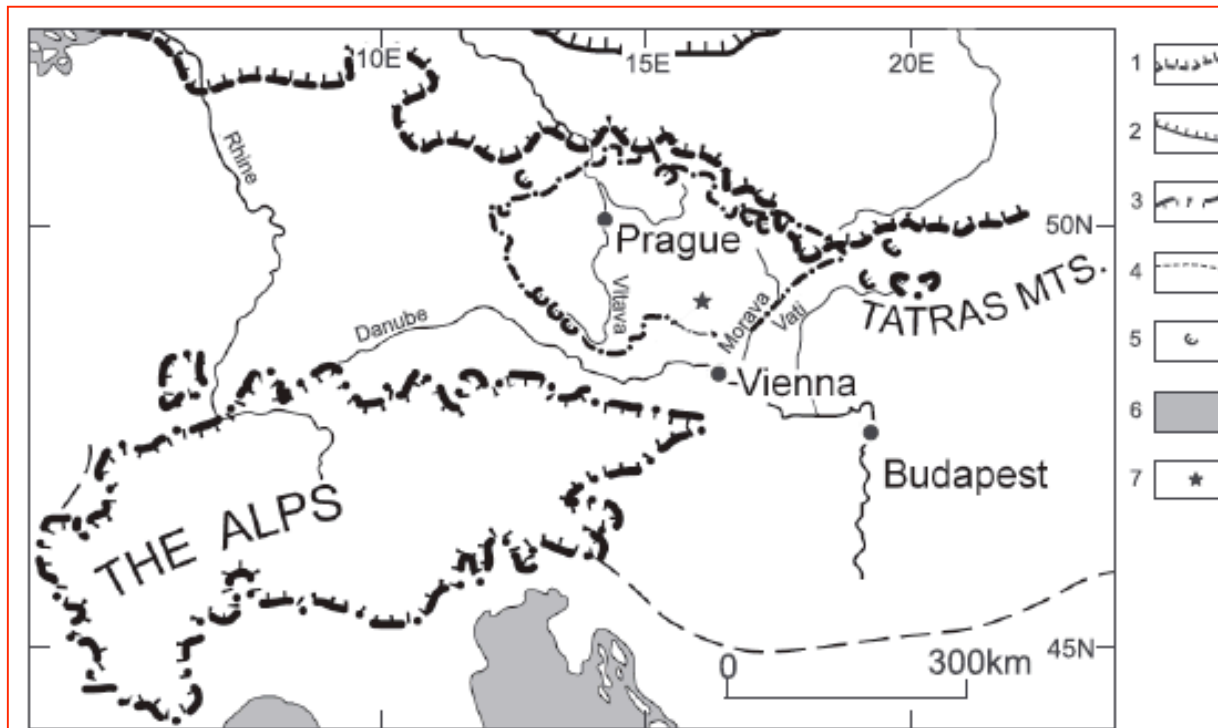 10E
15E
20E
1
2
3
4
5
6
7
Rhine
Prague
50N
Vltava
Morava
Vati
TATRAS MTS.
Danube
Vienna
Budapest
THE ALPS
45N
0
300km